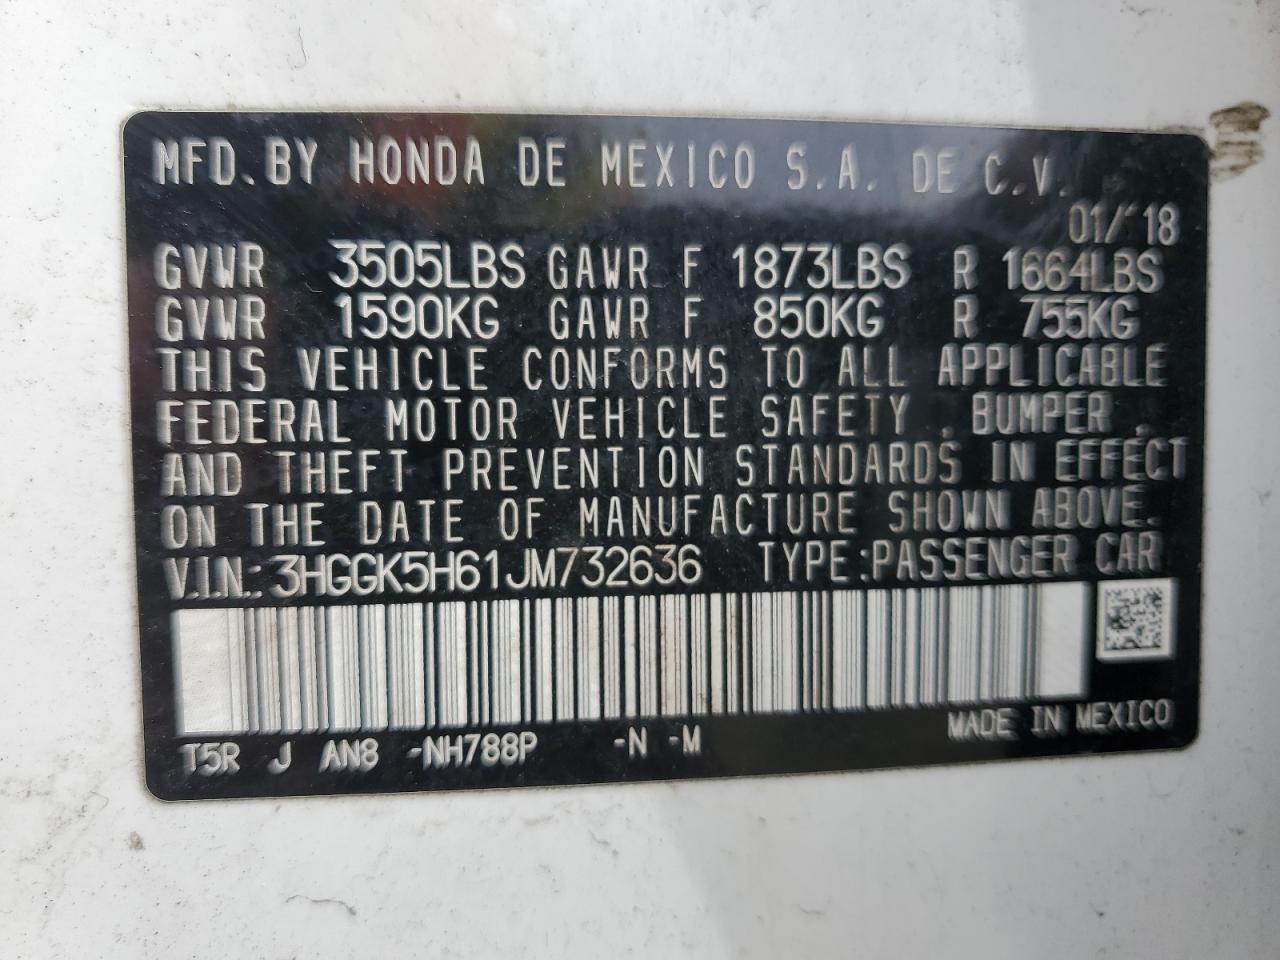 MFD. BY HONDA DE MEXICO S.A. DE C.V.
01/18
GVWR 3505LBS GAWR F 1873LBS R 1664LBS
GVWR 1590KG GAWR F 850KG R 755KG
THIS VEHICLE CONFORMS TO ALL APPLICABLE
FEDERAL MOTOR VEHICLE SAFETY , BUMPER ,
AND THEFT PREVENTION STANDARDS IN EFFECT
ON THE DATE OF MANUFACTURE SHOWN ABOVE.
V.I.N.: 3HGGK5H61JM732636 TYPE:PASSENGER CAR
MADE IN MEXICO
T5R J AN8 -NH788P -N -M